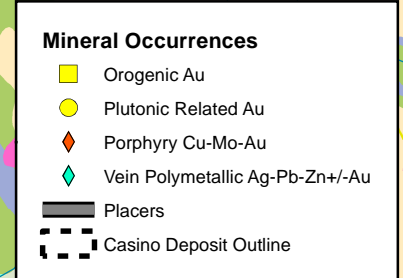 Mineral Occurrences
Orogenic Au
Plutonic Related Au
Porphyry Cu-Mo-Au
Vein Polymetallic Ag-Pb-Zn+/-Au
Placers
Casino Deposit Outline